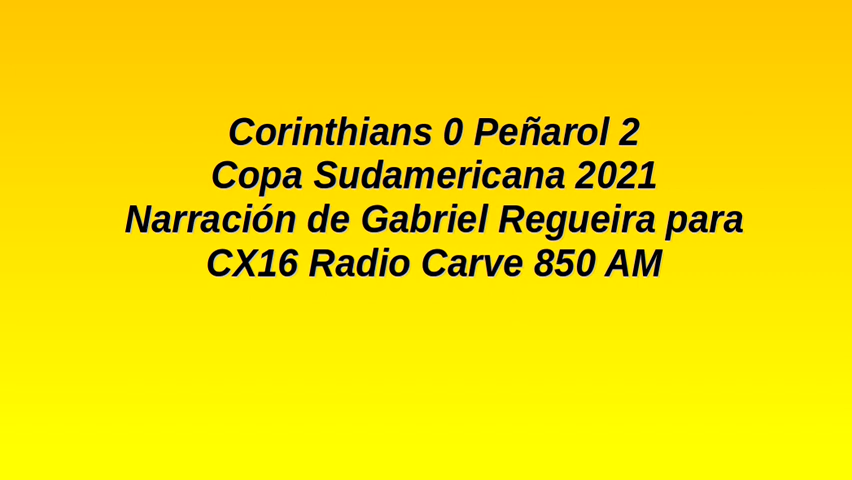 Corinthians 0 Peñarol 2
Copa Sudamericana 2021
Narración de Gabriel Regueira para
CX16 Radio Carve 850 AM